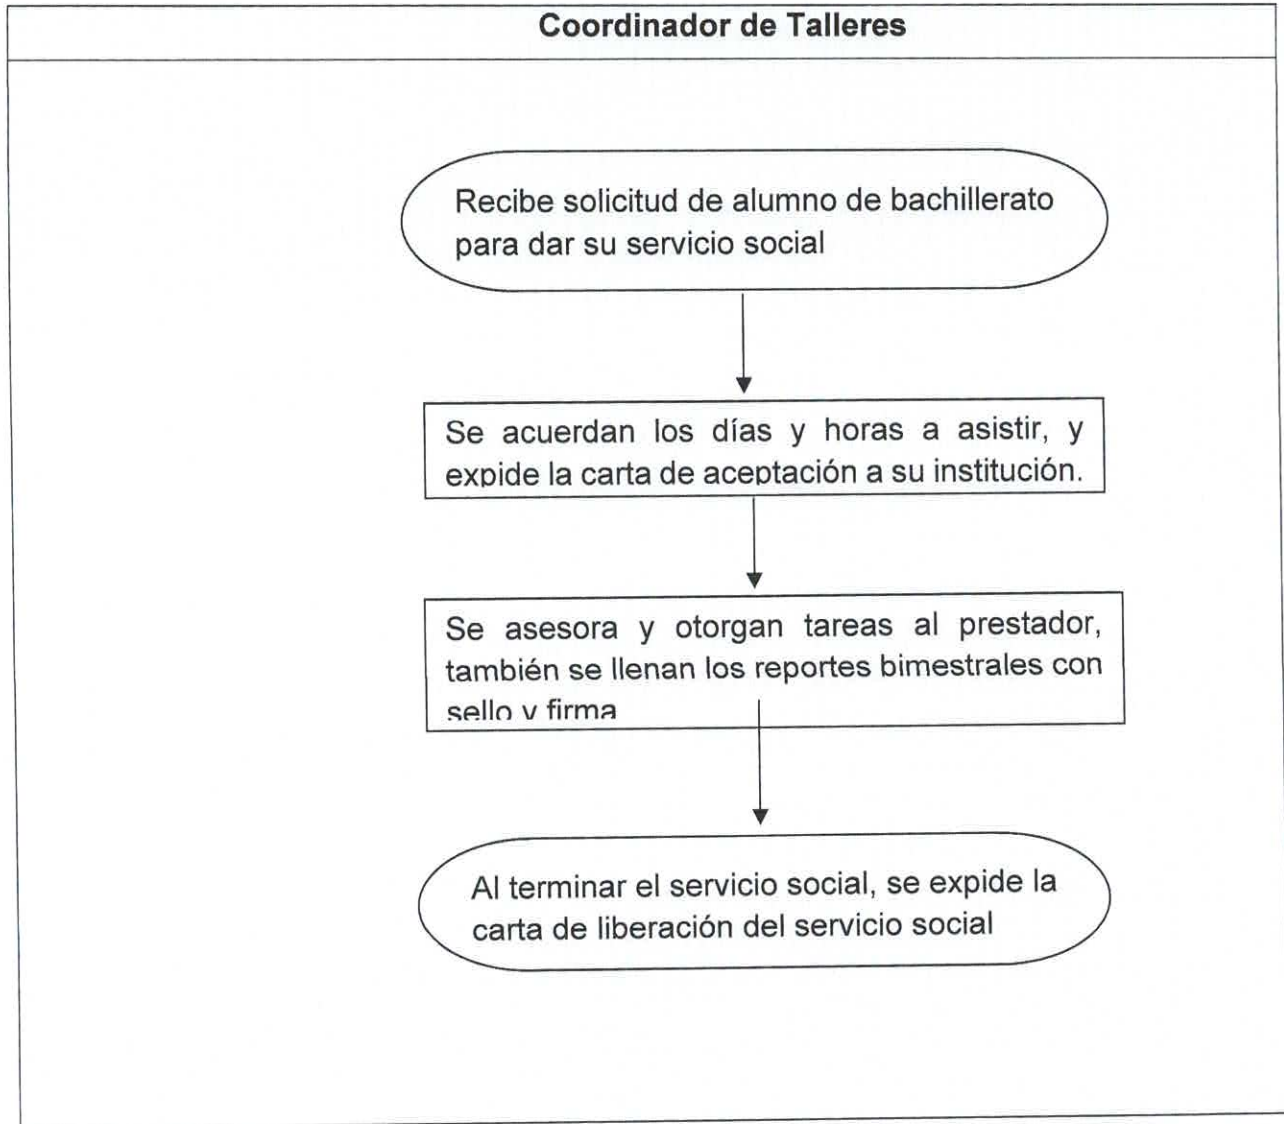 Coordinador de Talleres
Recibe solicitud de alumno de bachillerato
para dar su servicio social
Se acuerdan los días y horas a asistir, y
expide la carta de aceptación a su institución.
Se asesora y otorgan tareas al prestador,
también se llenan los reportes bimestrales con
sello y firma
Al terminar el servicio social, se expide la
carta de liberación del servicio social